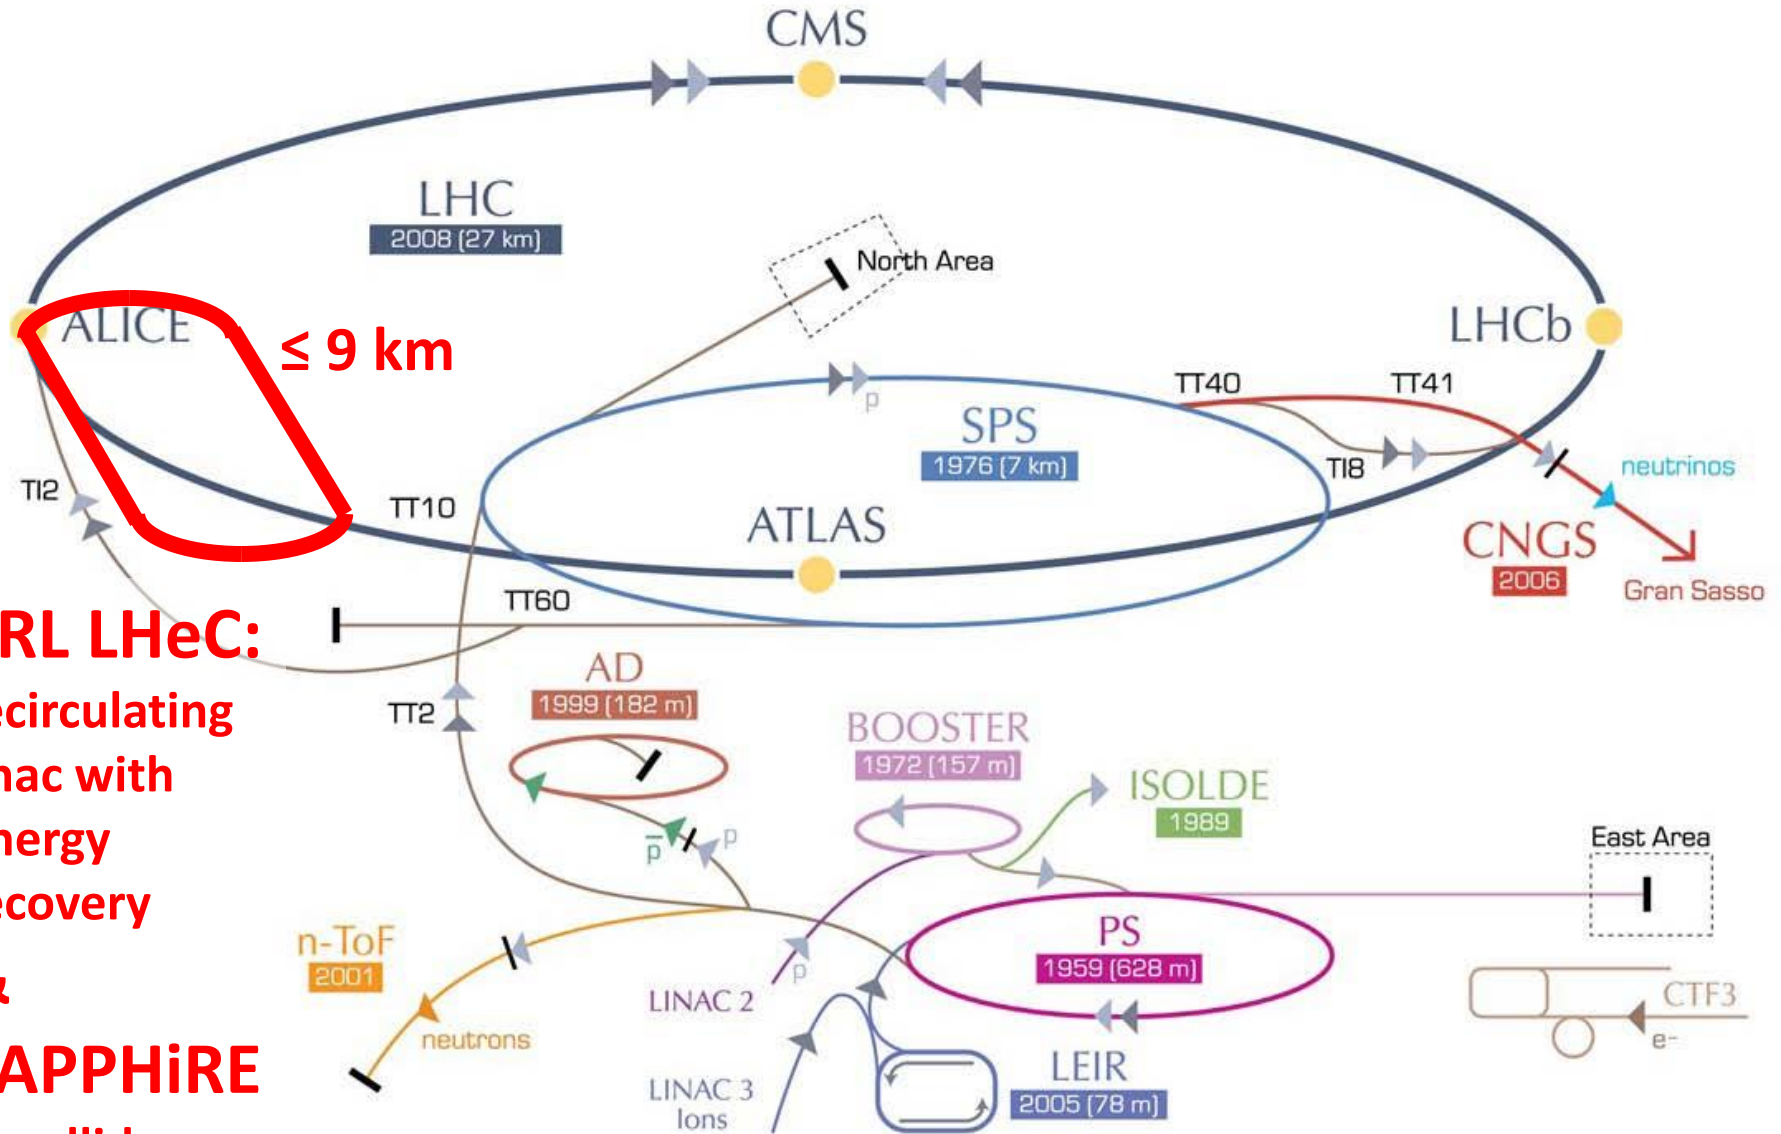 CMS
LHC
2008 (27 km)
North Area
ALICE
≤ 9 km
LHCb
TT40
TT41
p
SPS
1976 (7 km)
TI8
neutrinos
TI2
TT10
ATLAS
CNGS
2006
Gran Sasso
TT60
RL LHeC:
ecirculating
nac with
nergy
ecovery
&
APPHiRE
AD
1999 (182 m)
TT2
BOOSTER
1972 (157 m)
ISOLDE
1989
East Area
p̅
p
n-ToF
2001
PS
1959 (628 m)
p
LINAC 2
neutrons
CTF3
e-
LEIR
2005 (78 m)
LINAC 3
Ions